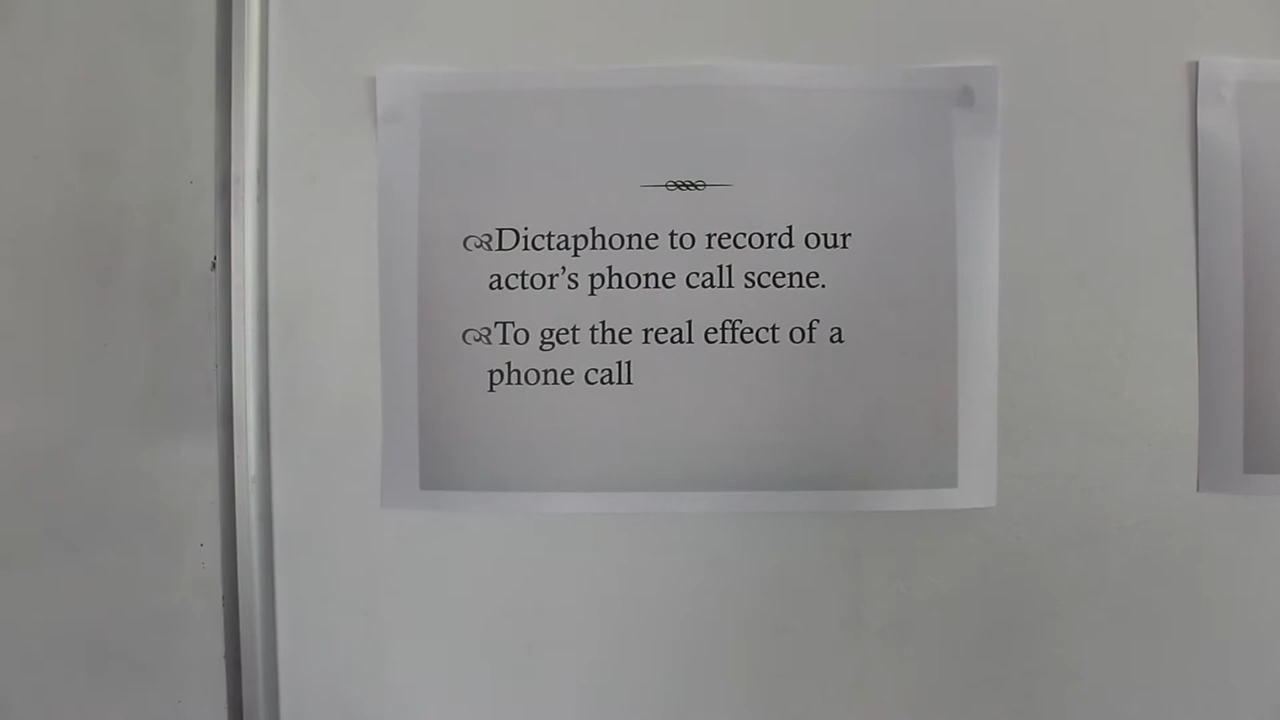 Dictaphone to record our
actor's phone call scene.
To get the real effect of a
phone call